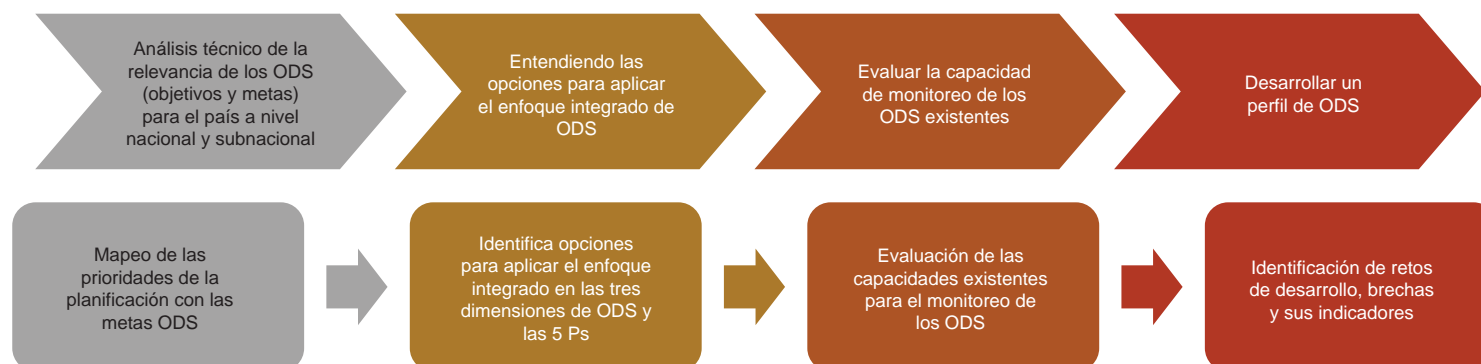 Análisis técnico de la
relevancia de los ODS
(objetivos y metas)
para el país a nivel
nacional y subnacional
Entendiendo las
opciones para aplicar
el enfoque integrado de
ODS
Evaluar la capacidad
de monitoreo de los
ODS existentes
Desarrollar un
perfil de ODS
Mapeo de las
prioridades de la
planificación con las
metas ODS
Identifica opciones
para aplicar el enfoque
integrado en las tres
dimensiones de ODS y
las 5 Ps
Evaluación de las
capacidades existentes
para el monitoreo de
los ODS
Identificación de retos
de desarrollo, brechas
y sus indicadores